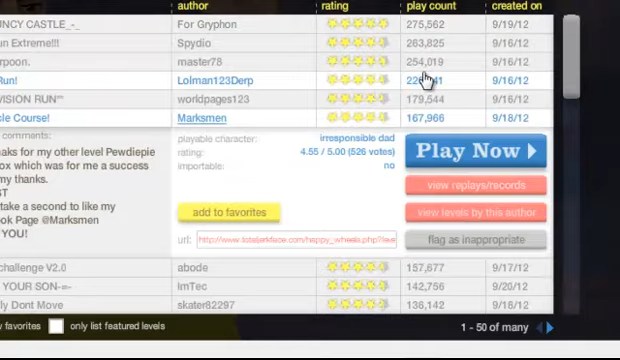 author rating play count created on
UNCY CASTLE_-_ For Gryphon 275,562 9/19/12
un Extreme!!! Spydio 263,825 9/16/12
rpoon. master78 254,019 9/16/12
Run! Lolman123Derp 9/16/12
VISION RUN** worldpages123 179,544 9/16/12
cle Course! Marksmen 167,966 9/18/12
comments:
playable character: irresponsible dad
rating: 4.55 / 5.00 (526 votes)
importable: no
Play Now
view replays/records
aks for my other level Pewdiepie
ox which was for me a success
my thanks.
ST
take a second to like my
ok Page @Marksmen
YOU!
add to favorites
view levels by this author
url: http://www.totaljerkface.com/happy_wheels.php?leve
flag as inappropriate
challenge V2.0 abode 157,677 9/17/12
YOUR SON-=- ImTec 142,756 9/20/12
tly Dont Move skater82297 136,142 9/18/12
w favorites only list featured levels 1 - 50 of many